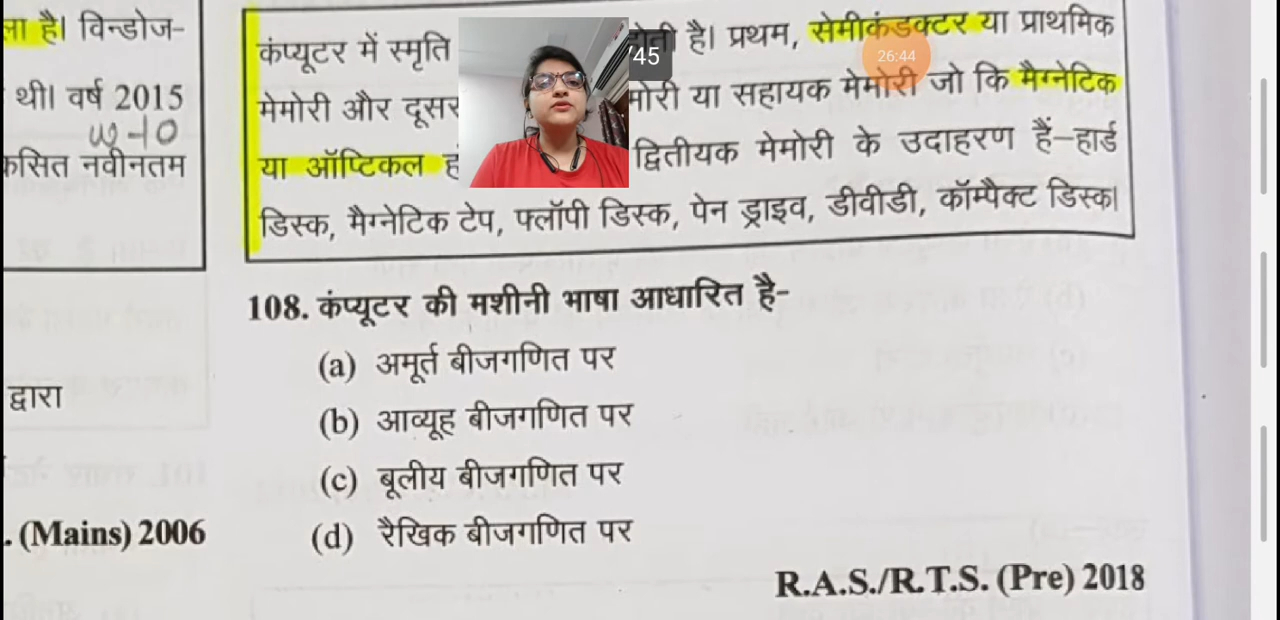 ला है। विन्डोज-
थी। वर्ष 2015
W-10
कसित नवीनतम
द्वारा
. (Mains) 2006
कंप्यूटर में स्मृति होती है। प्रथम, सेमीकंडक्टर या प्राथमिक
मेमोरी और दूसर मोरी या सहायक मेमोरी जो कि मैग्नेटिक
या ऑप्टिकल ह द्वितीयक मेमोरी के उदाहरण हैं–हार्ड
डिस्क, मैग्नेटिक टेप, फ्लॉपी डिस्क, पेन ड्राइव, डीवीडी, कॉम्पैक्ट डिस्क।
/45
26:44
108. कंप्यूटर की मशीनी भाषा आधारित है-
(a) अमूर्त बीजगणित पर
(b) आव्यूह बीजगणित पर
(c) बूलीय बीजगणित पर
(d) रैखिक बीजगणित पर
R.A.S./R.T.S. (Pre) 2018